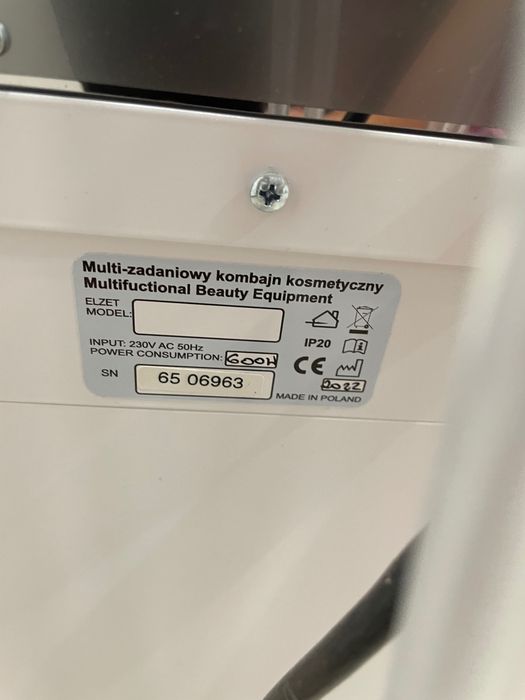 Multi-zadaniowy kombajn kosmetyczny
Multifuctional Beauty Equipment
ELZET
MODEL:
INPUT: 230V AC 50Hz
POWER CONSUMPTION: 600W
IP20
CE
SN 65 06963
2022
MADE IN POLAND